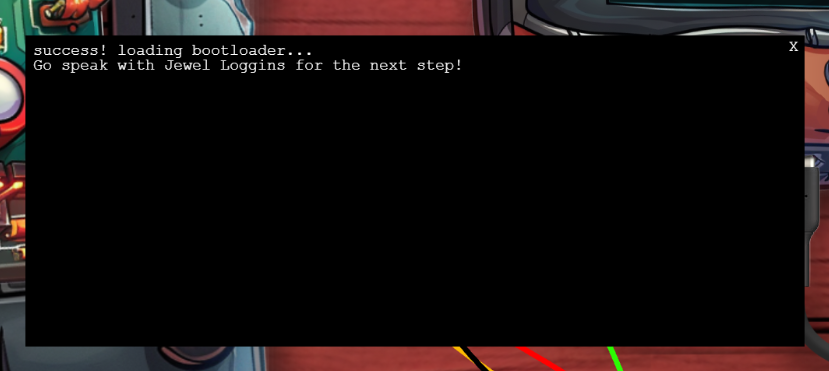 success! loading bootloader...
X
Go speak with Jewel Loggins for the next step!